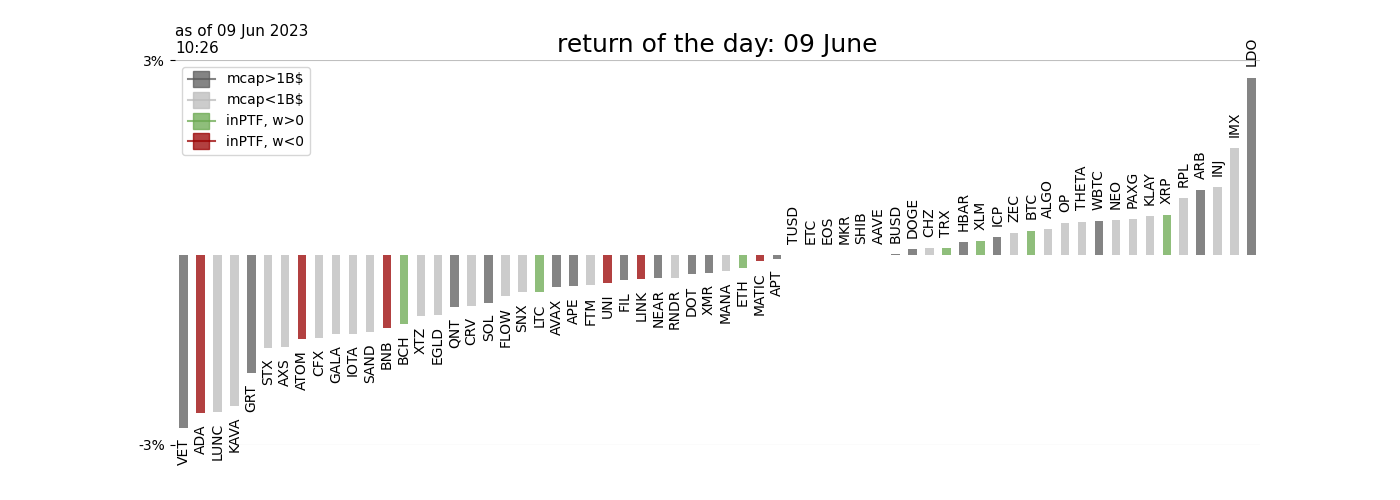 as of 09 Jun 2023
10:26
return of the day: 09 June
3%
-3%
mcap>1B$
mcap<1B$
inPTF, w>0
inPTF, w<0
VET
ADA
LUNC
KAVA
GRT
STX
AXS
ATOM
CFX
GALA
IOTA
SAND
BNB
BCH
XTZ
EGLD
QNT
CRV
SOL
FLOW
SNX
LTC
AVAX
APE
FTM
UNI
FIL
LINK
NEAR
RNDR
DOT
XMR
MANA
ETH
MATIC
APT
TUSD
ETC
EOS
MKR
SHIB
AAVE
BUSD
DOGE
CHZ
TRX
HBAR
XLM
ICP
ZEC
BTC
ALGO
OP
THETA
WBTC
NEO
PAXG
KLAY
XRP
RPL
ARB
INJ
IMX
LDO